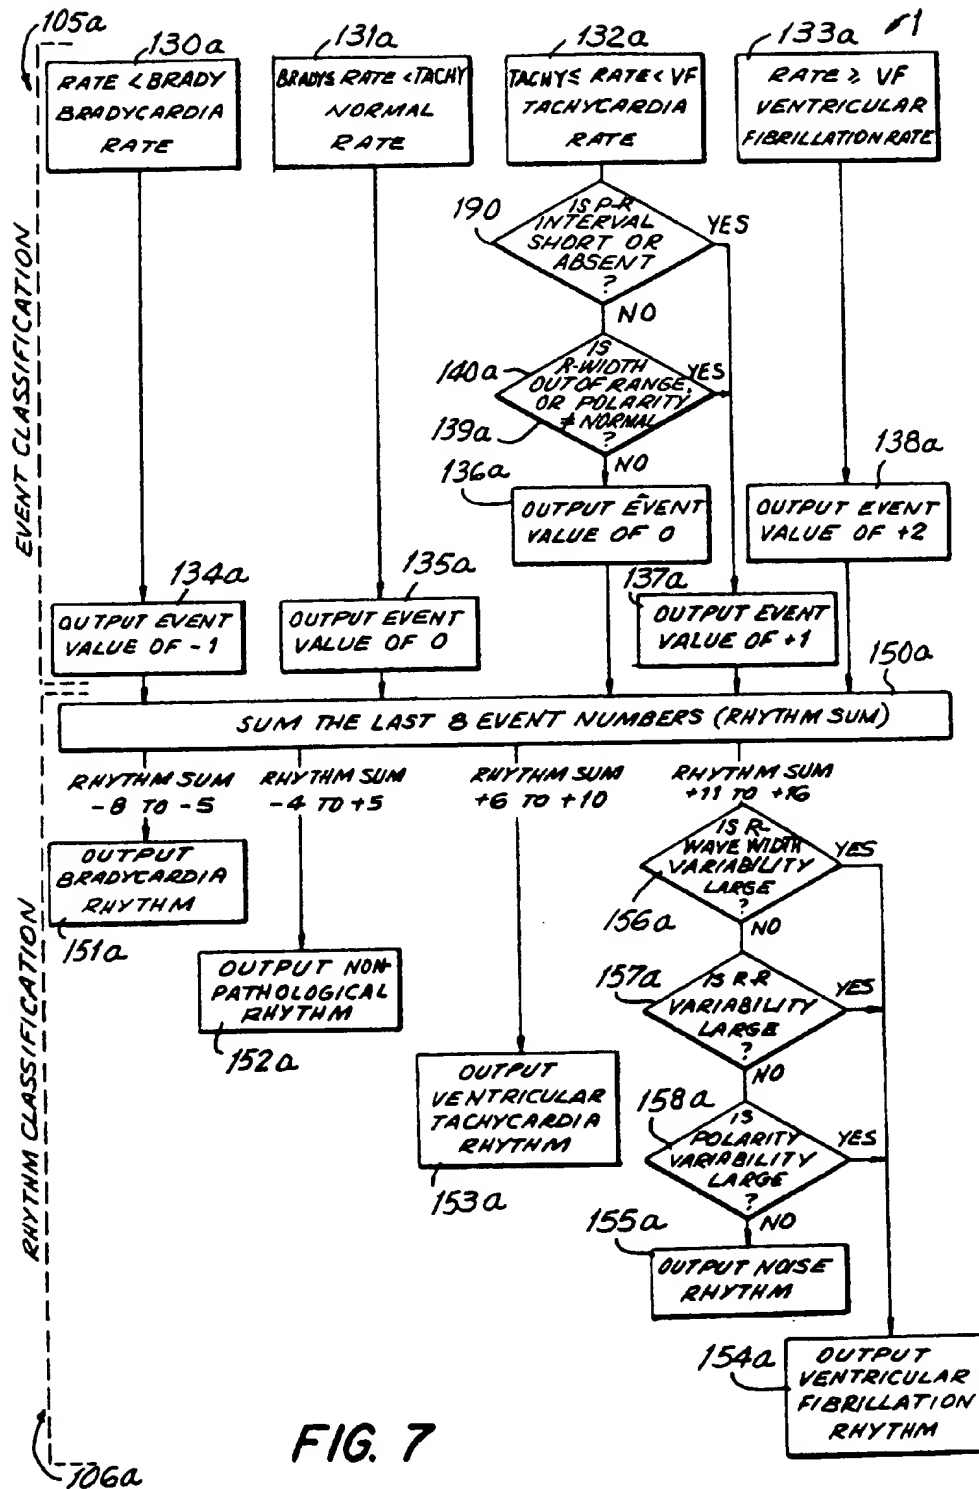 105a
130a
131a
132a
133a
1
RATE < BRADY
BRADYCARDIA
RATE
BRADY≤ RATE < TACHY
NORMAL
RATE
TACHY≤ RATE < VF
TACHYCARDIA
RATE
RATE ≥ VF
VENTRICULAR
FIBRILLATION RATE
EVENT CLASSIFICATION
190
IS P-R
INTERVAL
SHORT OR
ABSENT
?
YES
NO
140a
139a
IS
R-WIDTH
OUT OF RANGE,
OR POLARITY
≠ NORMAL
?
YES
NO
136a
OUTPUT EVENT
VALUE OF 0
138a
OUTPUT EVENT
VALUE OF +2
134a
OUTPUT EVENT
VALUE OF -1
135a
OUTPUT EVENT
VALUE OF 0
137a
OUTPUT EVENT
VALUE OF +1
150a
SUM THE LAST 8 EVENT NUMBERS (RHYTHM SUM)
RHYTHM SUM
-8 TO -5
RHYTHM SUM
-4 TO +5
RHYTHM SUM
+6 TO +10
RHYTHM SUM
+11 TO +16
RHYTHM CLASSIFICATION
OUTPUT
BRADYCARDIA
RHYTHM
151a
OUTPUT NON-
PATHOLOGICAL
RHYTHM
152a
OUTPUT
VENTRICULAR
TACHYCARDIA
RHYTHM
153a
IS R-
WAVE WIDTH
VARIABILITY
LARGE
?
YES
156a
NO
157a
IS R-R
VARIABILITY
LARGE
?
YES
NO
158a
IS
POLARITY
VARIABILITY
LARGE
?
YES
NO
155a
OUTPUT NOISE
RHYTHM
154a
OUTPUT
VENTRICULAR
FIBRILLATION
RHYTHM
FIG. 7
106a